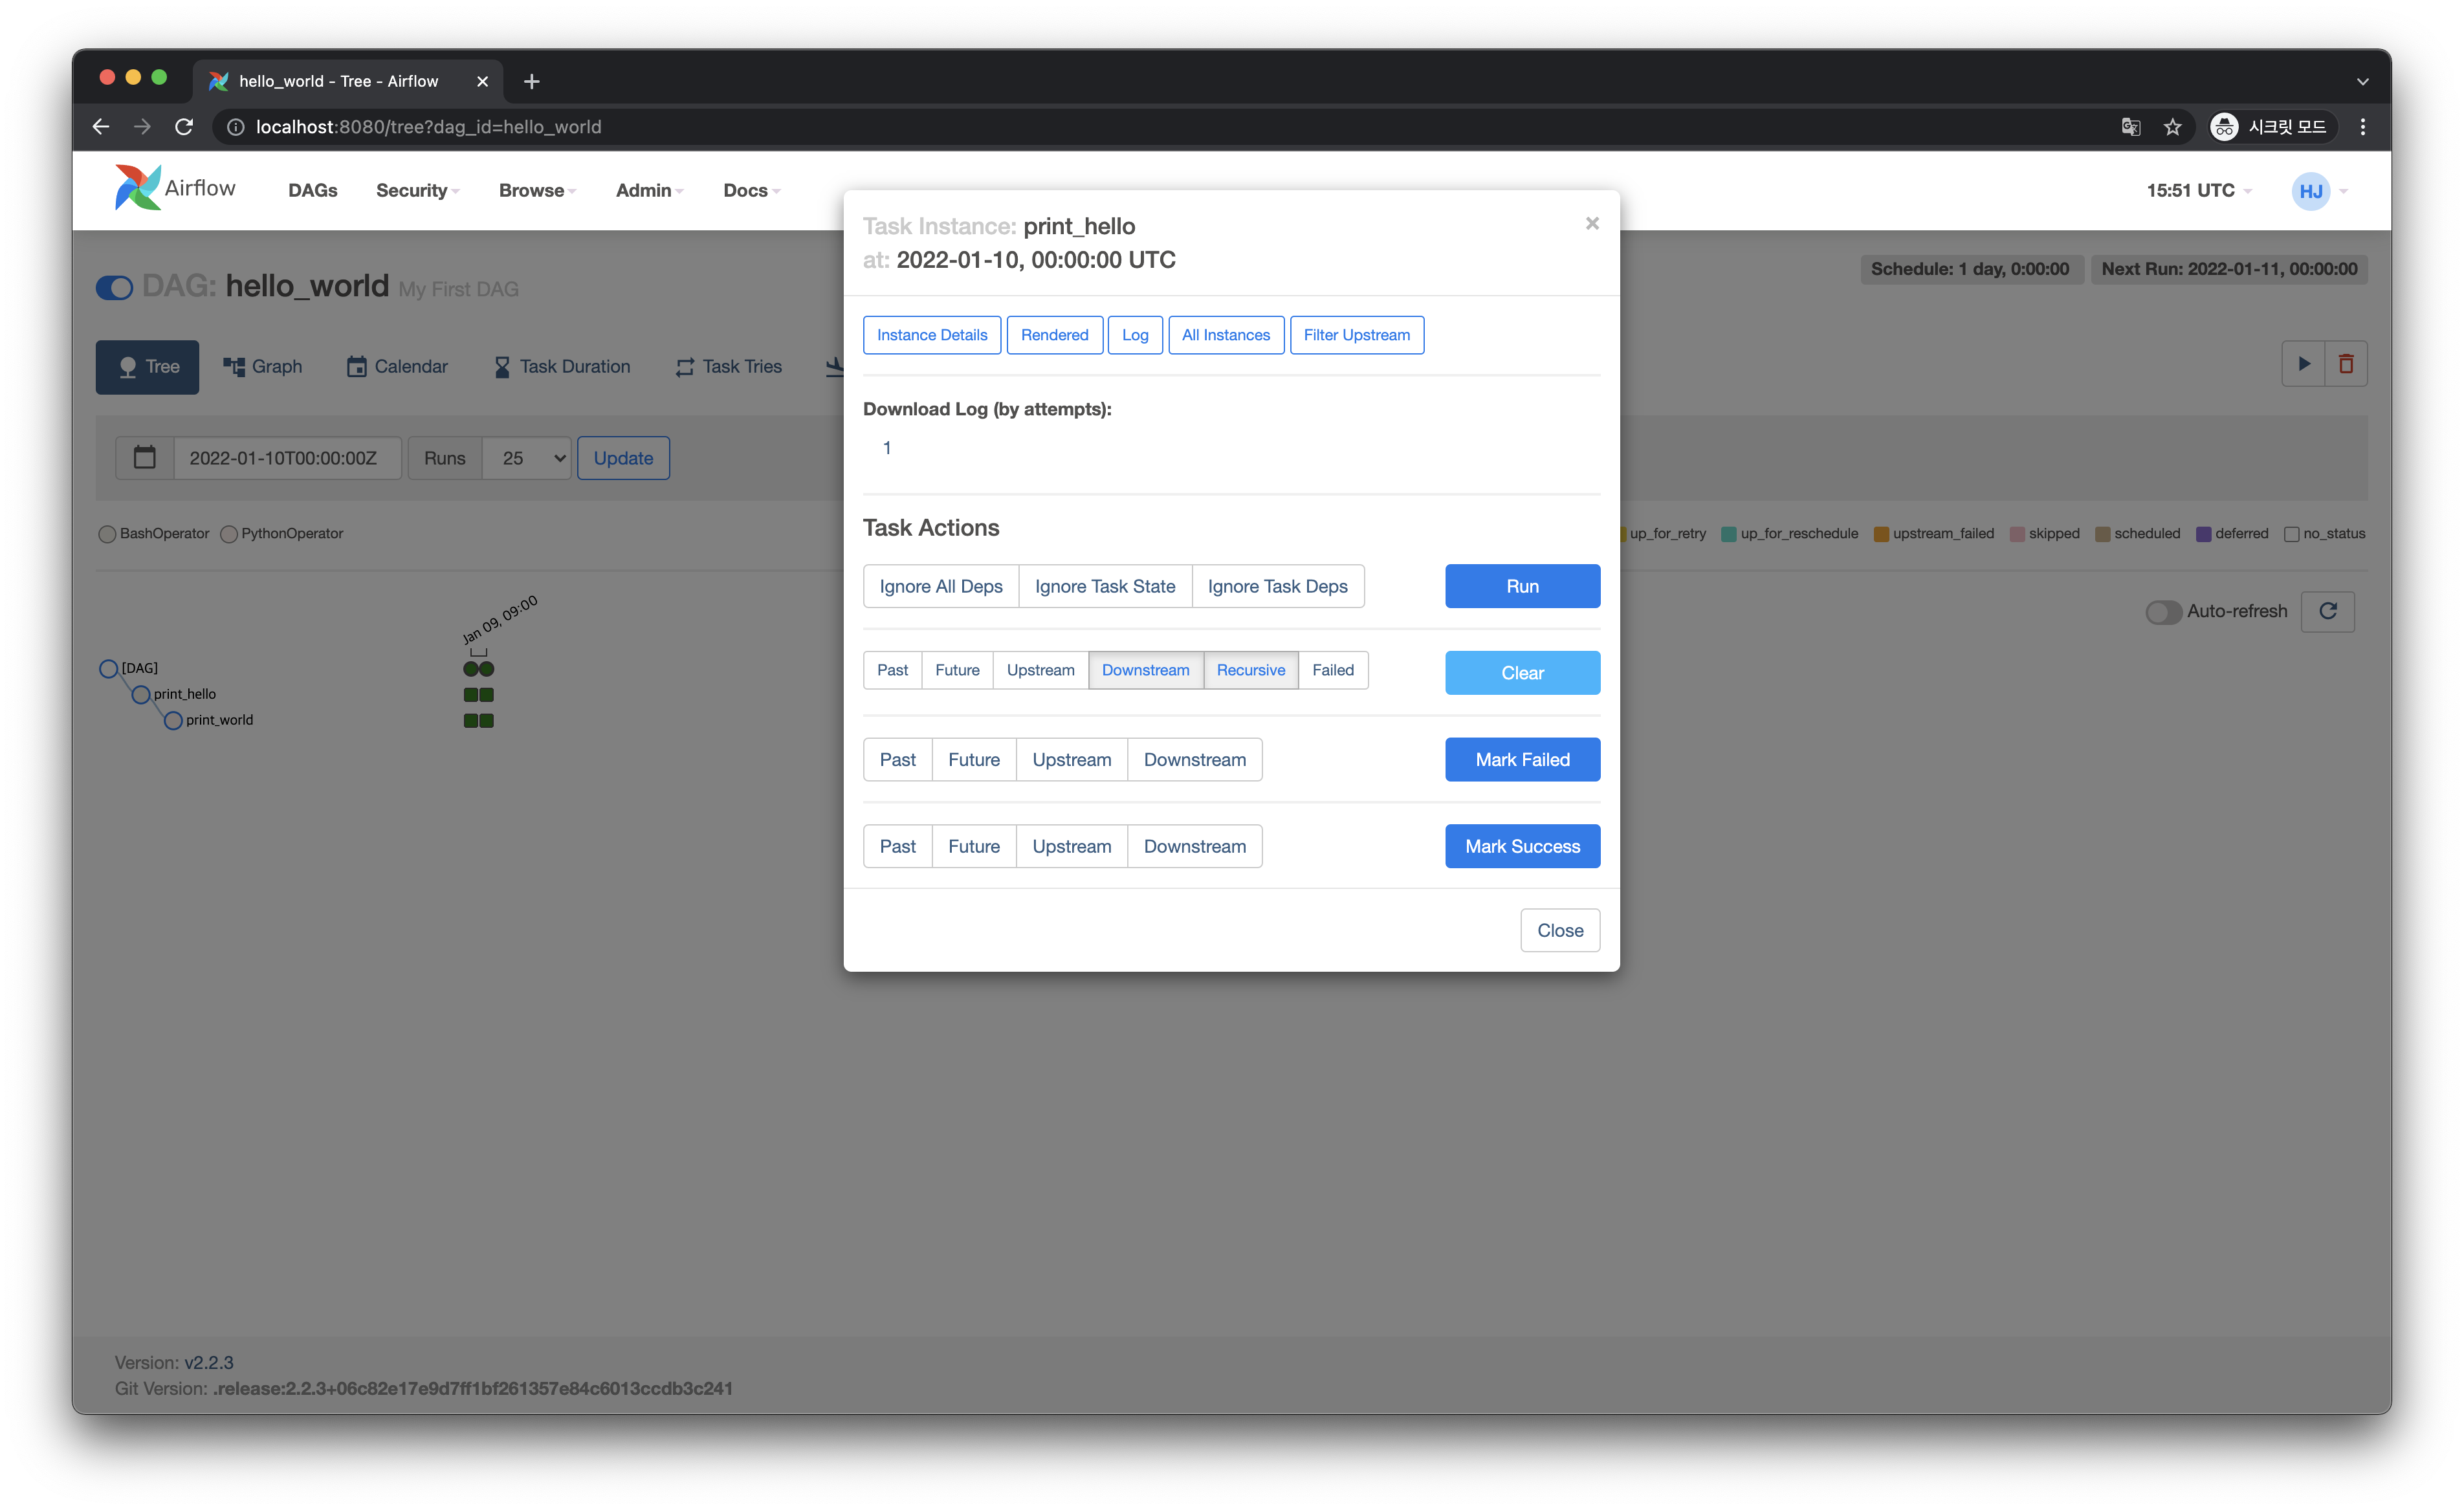 hello_world - Tree - Airflow
localhost:8080/tree?dag_id=hello_world
시크릿 모드
Airflow
DAGs
Security
Browse
Admin
Docs
15:51 UTC
HJ
Task Instance: print_hello
at: 2022-01-10, 00:00:00 UTC
DAG: hello_world My First DAG
Schedule: 1 day, 0:00:00
Next Run: 2022-01-11, 00:00:00
Tree
Graph
Calendar
Task Duration
Task Tries
Instance Details
Rendered
Log
All Instances
Filter Upstream
Download Log (by attempts):
1
2022-01-10T00:00:00Z
Runs
25
Update
BashOperator
PythonOperator
up_for_retry
up_for_reschedule
upstream_failed
skipped
scheduled
deferred
no_status
Task Actions
Ignore All Deps
Ignore Task State
Ignore Task Deps
Run
Auto-refresh
Jan 09, 09:00
[DAG]
print_hello
print_world
Past
Future
Upstream
Downstream
Recursive
Failed
Clear
Past
Future
Upstream
Downstream
Mark Failed
Past
Future
Upstream
Downstream
Mark Success
Close
Version: v2.2.3
Git Version: .release:2.2.3+06c82e17e9d7ff1bf261357e84c6013ccdb3c241